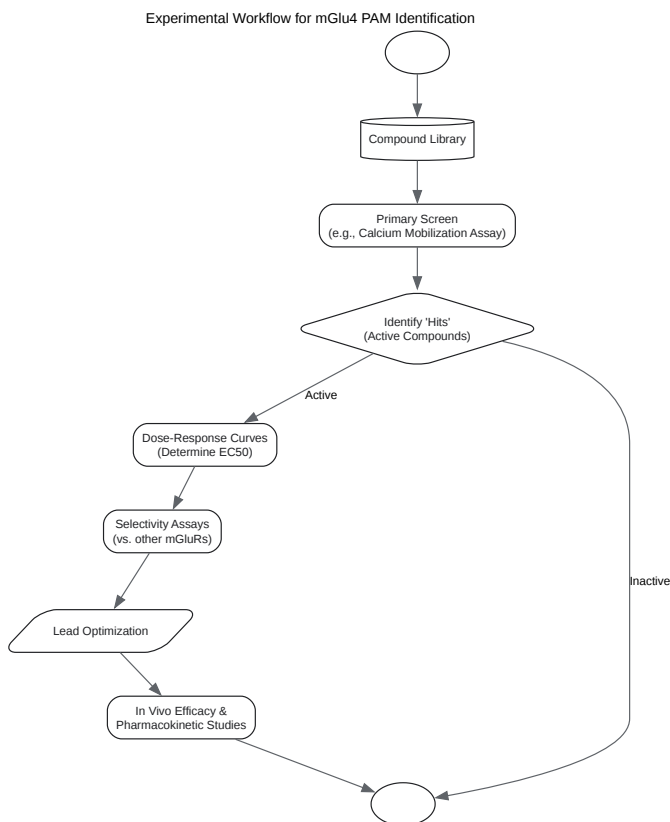 Experimental Workflow for mGlu4 PAM Identification
Compound Library
Primary Screen
(e.g., Calcium Mobilization Assay)
Identify 'Hits'
(Active Compounds)
Active
Dose-Response Curves
(Determine EC50)
Selectivity Assays
(vs. other mGluRs)
Inactive
Lead Optimization
In Vivo Efficacy &
Pharmacokinetic Studies